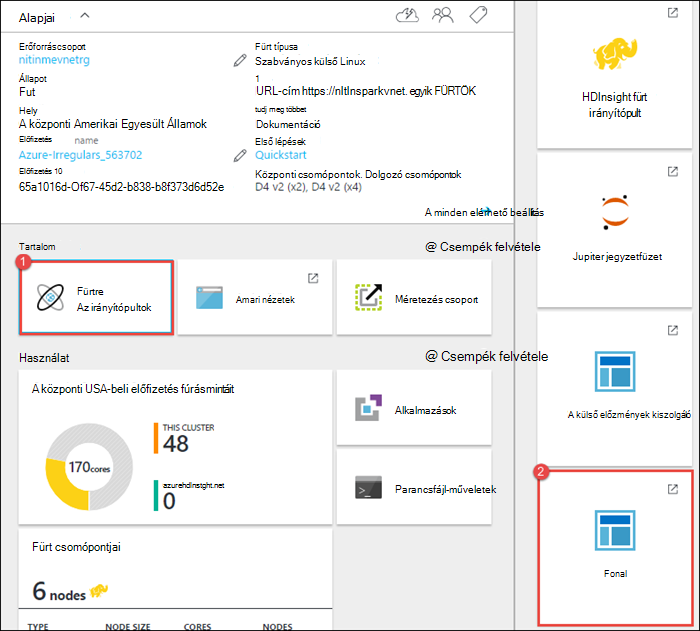 Alapjai
Erőforráscsoport
nitinmevnetrg
Állapot
Fut
Hely
A központi Amerikai Egyesült Államok
Előfizetés name
Azure-Irregulars_563702
Előfizetés 10
65a1016d-Of67-45d2-b838-b8f373d6d52e
Fürt típusa
Szabványos külső Linux
1
URL-cím https://nltlnsparkvnet. egyik FÜRTÖK
tudj meg többet
Dokumentáció
Első lépések
Quickstart
Központi csomópontok. Dolgozó csomópontok
D4 v2 (x2), D4 v2 (x4)
A minden elérhető beállítás
Tartalom
@ Csempék felvétele
1
Fürtre
Az irányítópultok
Amari nézetek
Méretezés csoport
Használat
@ Csempék felvétele
A központi USA-beli előfizetés fúrásmintáit
170cores
THIS CLUSTER
48
azurehdlnstght.net
0
Alkalmazások
Parancsfájl-műveletek
Fürt csomópontjai
6 nodes
TYPE NODE SIZE CORES NODES
HDInsight fürt
irányítópult
Jupiter jegyzetfüzet
A külső előzmények kiszolgáló
2
Fonal